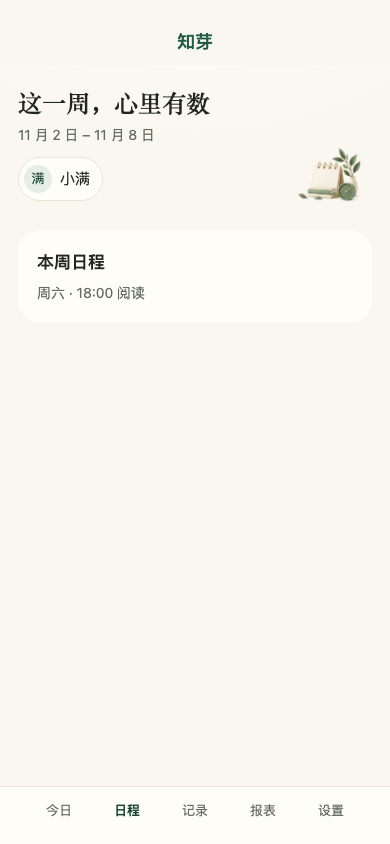 知芽
这一周，心里有数
11 月 2 日 – 11 月 8 日
满 小满
本周日程
周六 · 18:00 阅读
今日 日程 记录 报表 设置